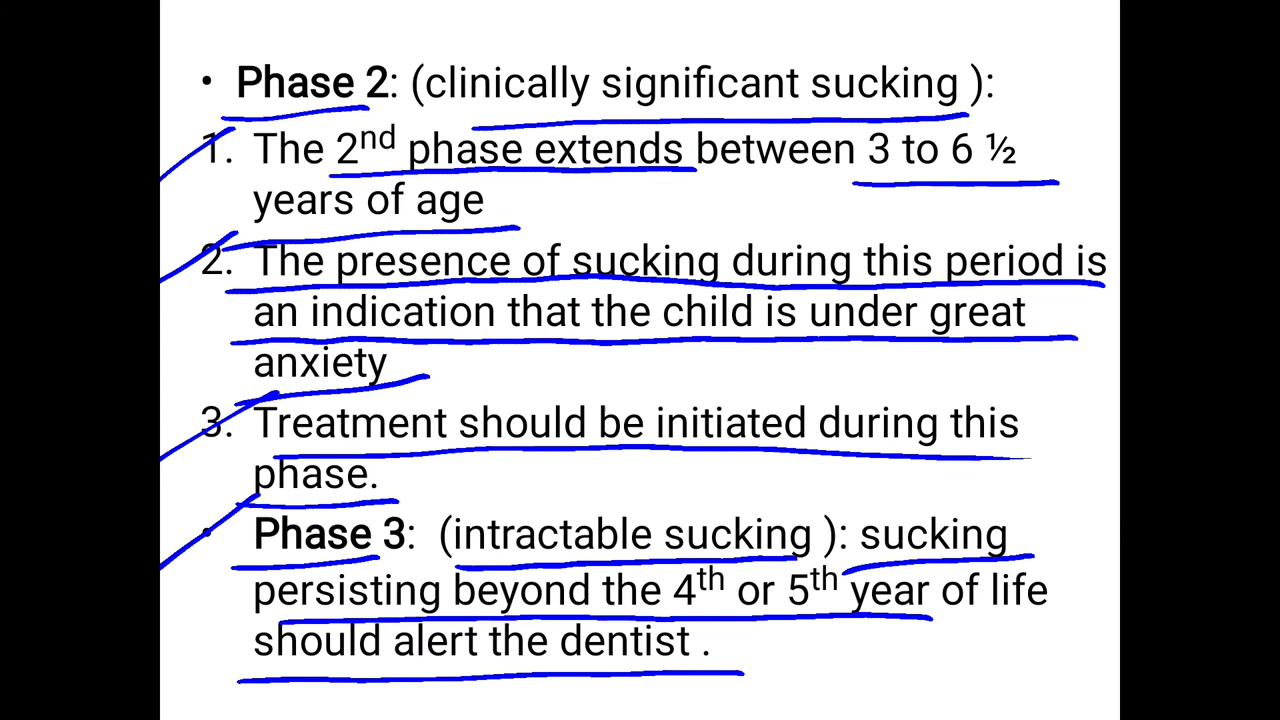 • Phase 2: (clinically significant sucking ):
1. The 2nd phase extends between 3 to 6 ½
years of age
2. The presence of sucking during this period is
an indication that the child is under great
anxiety
3. Treatment should be initiated during this
phase.
• Phase 3: (intractable sucking ): sucking
persisting beyond the 4th or 5th year of life
should alert the dentist .